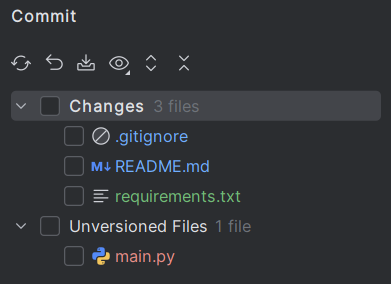 Commit
Changes 3 files
.gitignore
M↓ README.md
requirements.txt
Unversioned Files 1 file
main.py